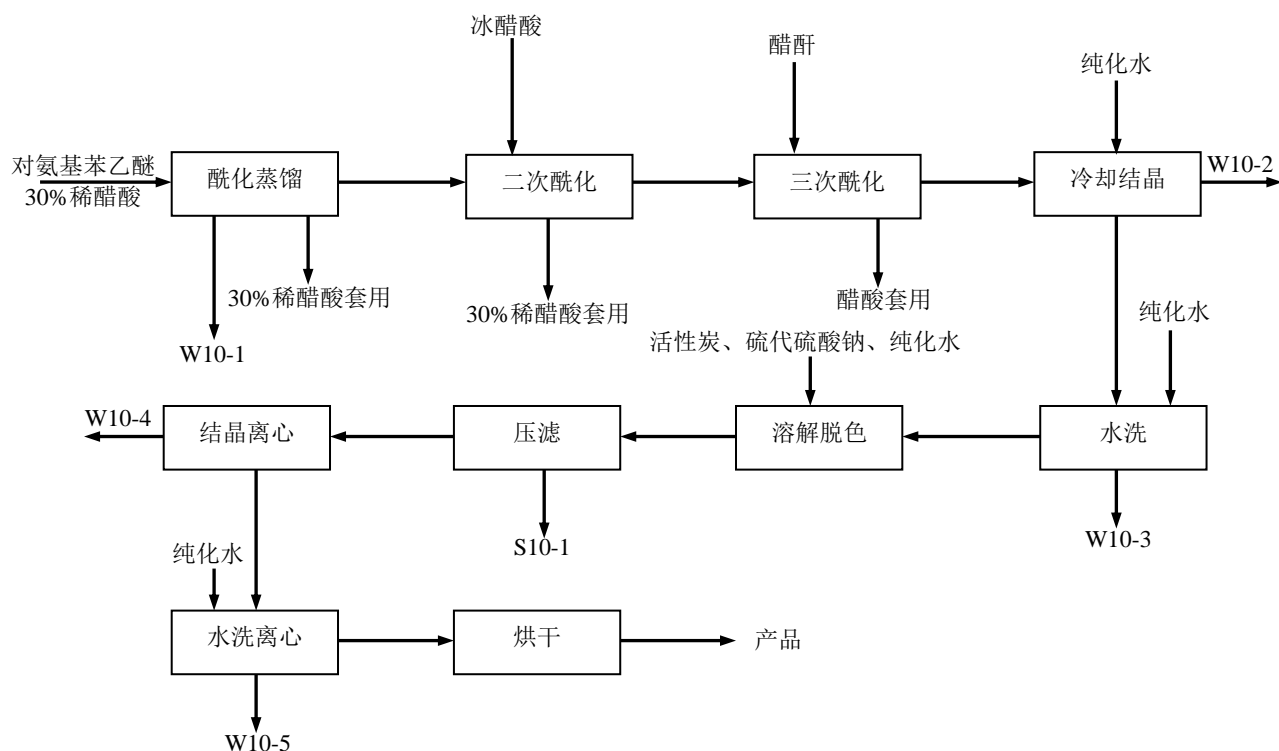 冰醋酸
醋酐
纯化水
对氨基苯乙醚
30%稀醋酸
酰化蒸馏
二次酰化
三次酰化
冷却结晶
W10-2
30%稀醋酸套用
30%稀醋酸套用
醋酸套用
纯化水
W10-1
活性炭、硫代硫酸钠、纯化水
W10-4
结晶离心
压滤
溶解脱色
水洗
纯化水
S10-1
W10-3
水洗离心
烘干
产品
W10-5